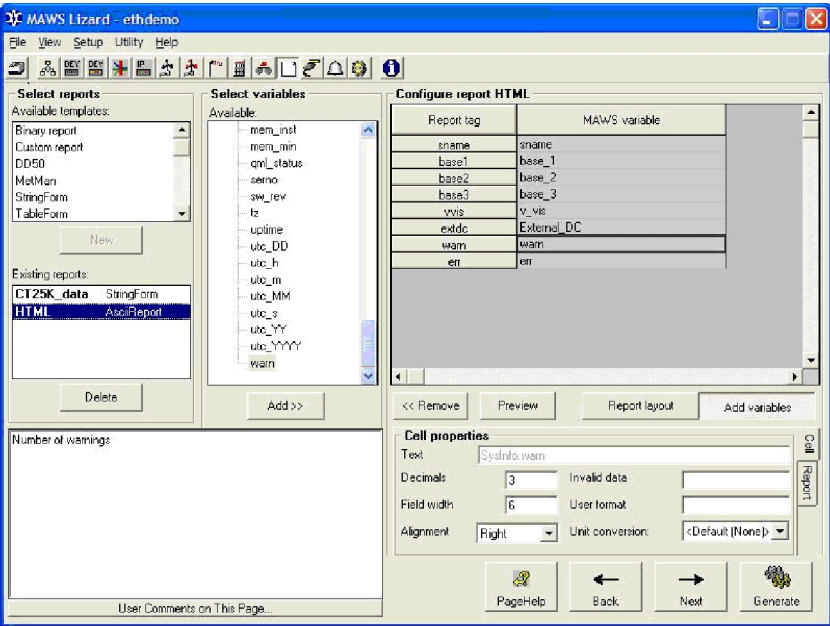 MAWS Lizard - ethdemo
File View Setup Utility Help
Select reports
Available templates:
Binary report
Custom report
DD50
MetMan
StringForm
TableForm
New
Existing reports:
CT25K_data StringForm
HTML AsciiReport
Delete
Select variables
Available:
mem_inst
mem_min
qml_status
serno
sw_rev
tz
uptime
utc_DD
utc_h
utc_m
utc_MM
utc_s
utc_YY
utc_YYYY
warn
Add >>
Configure report HTML
Report tag MAWS variable
sname sname
base1 base_1
base2 base_2
base3 base_3
vvis v_vis
extdc External_DC
warn warn
err err
<< Remove Preview Report layout Add variables
Number of warnings
User Comments on This Page...
Cell properties
Text SysInfo:warn
Decimals 3 Invalid data
Field width 6 User format
Alignment Right Unit conversion: <Default (None)>
Cell
Report
PageHelp Back Next Generate